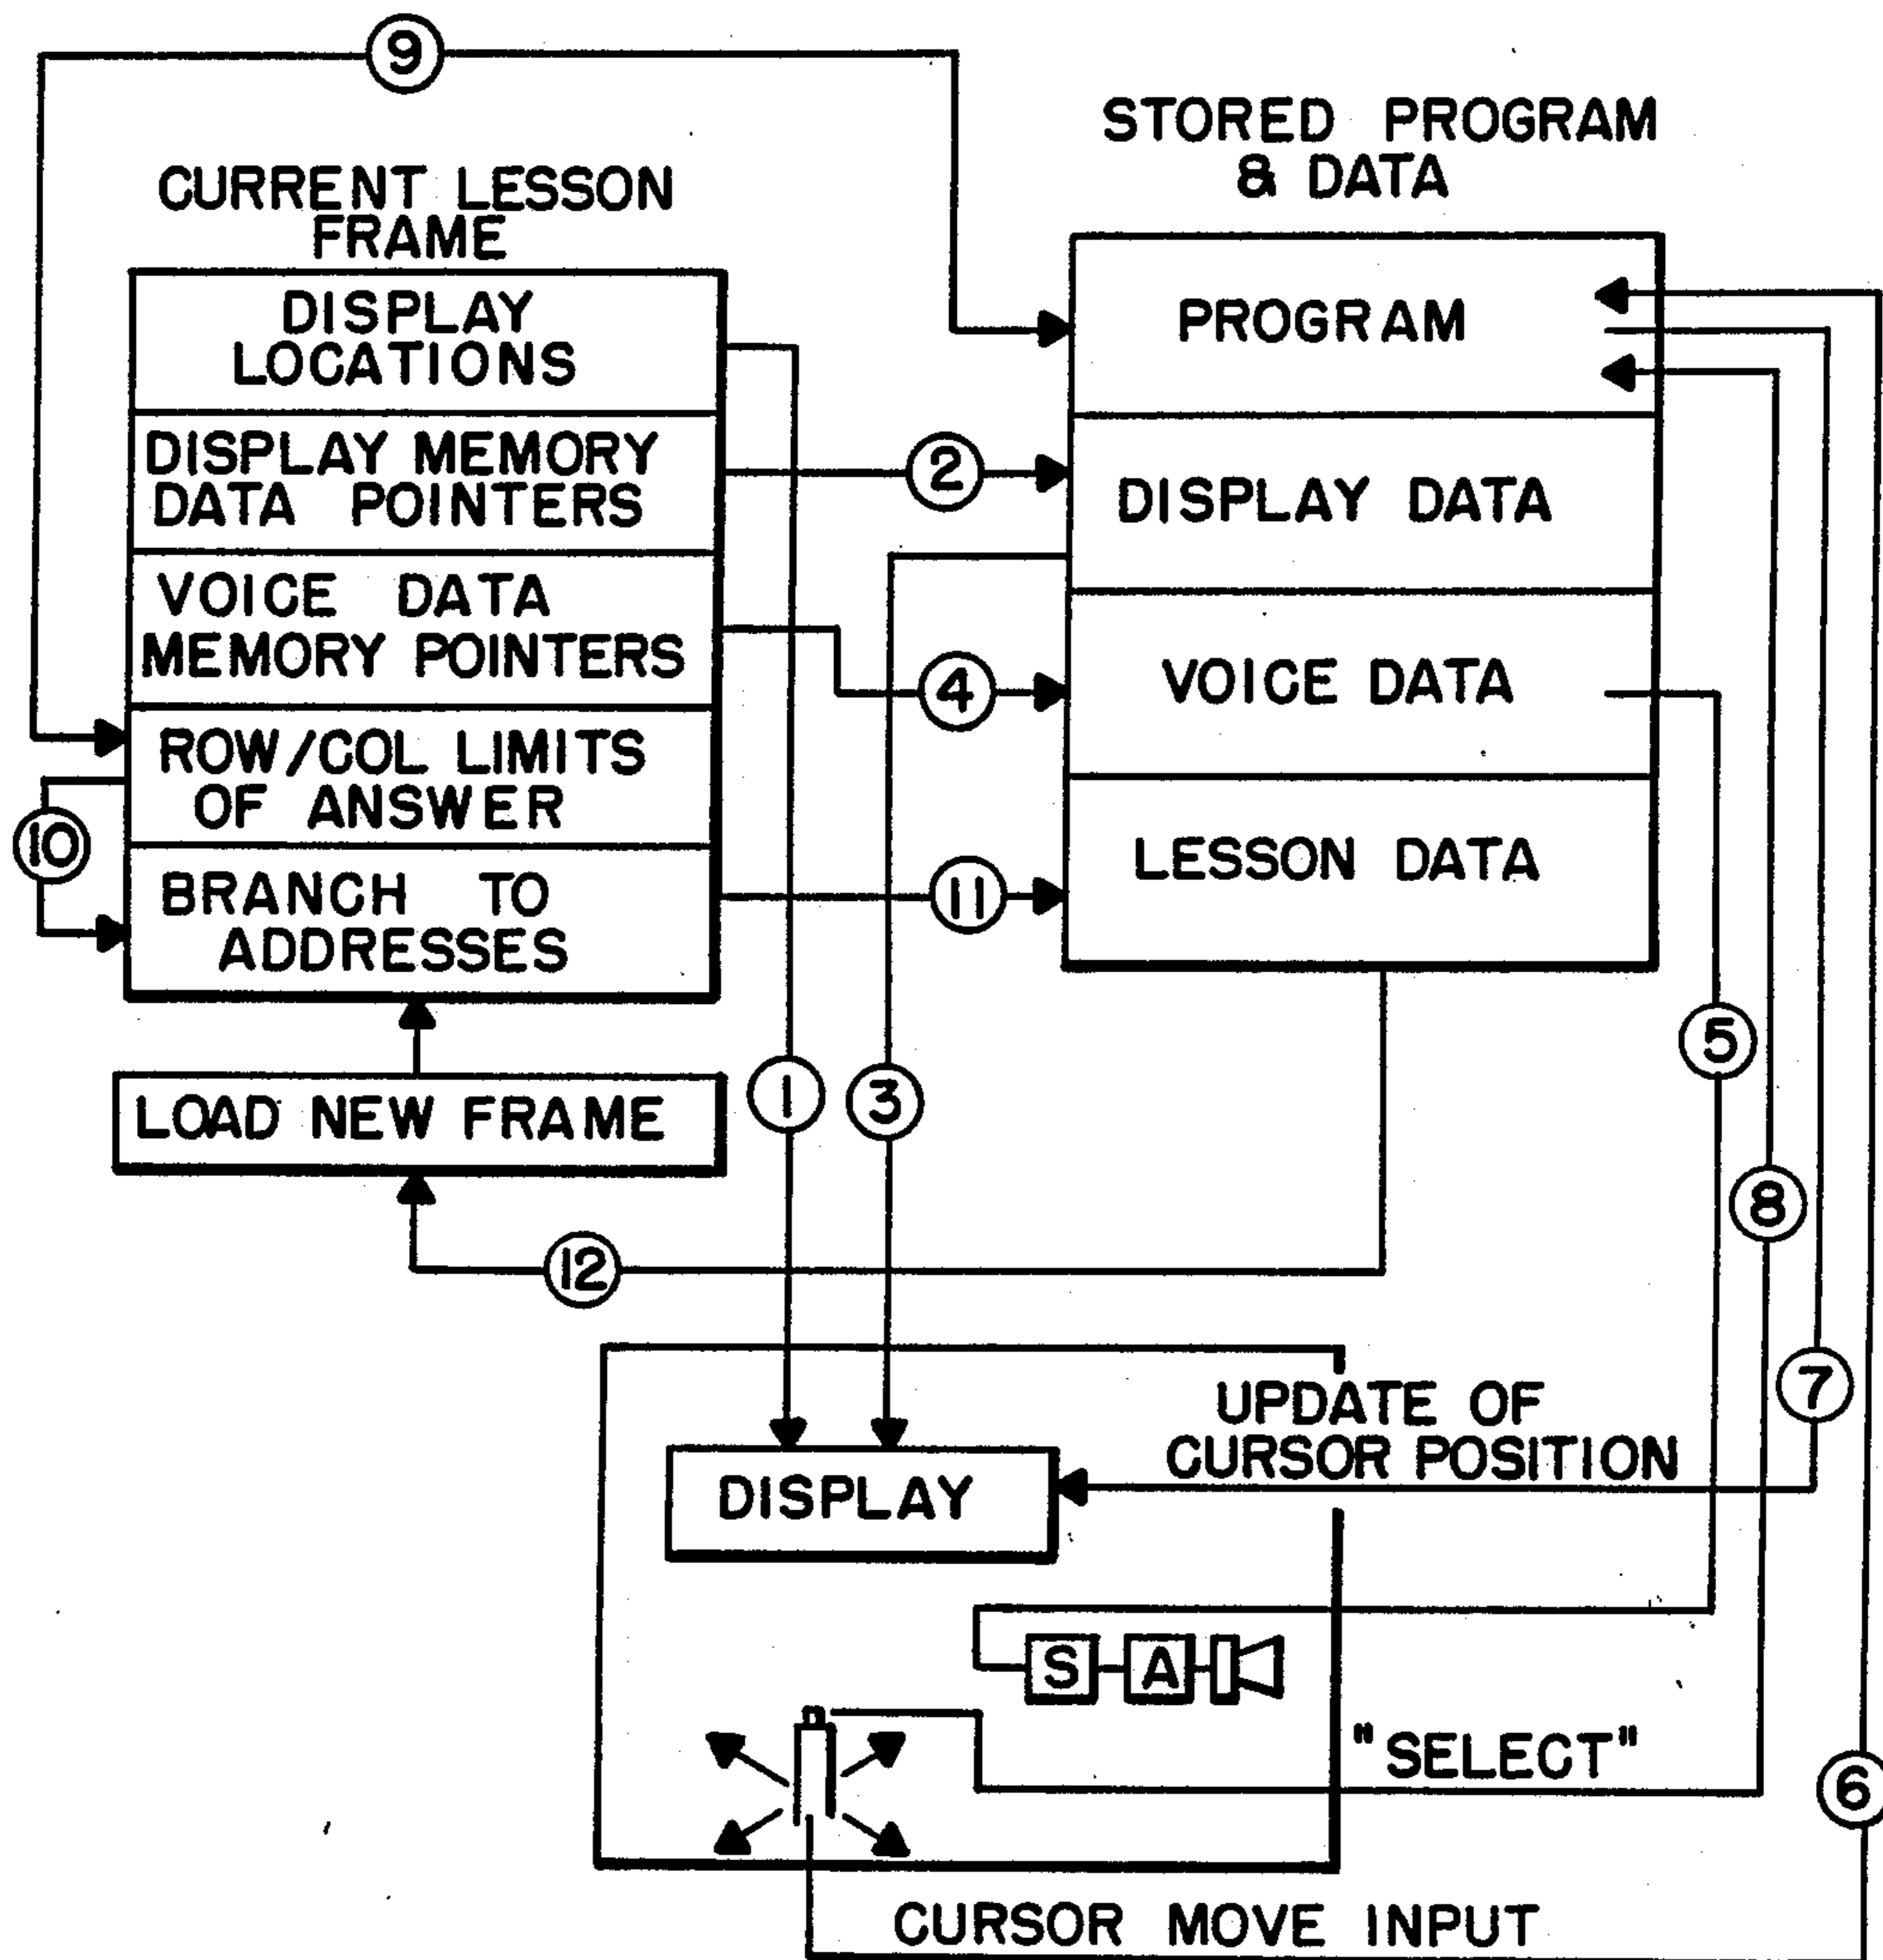 9
STORED PROGRAM
& DATA
CURRENT LESSON
FRAME
DISPLAY
LOCATIONS
DISPLAY MEMORY
DATA POINTERS
VOICE DATA
MEMORY POINTERS
ROW/COL LIMITS
OF ANSWER
BRANCH TO
ADDRESSES
10
PROGRAM
DISPLAY DATA
VOICE DATA
LESSON DATA
2
4
11
LOAD NEW FRAME
1
3
5
8
12
7
UPDATE OF
CURSOR POSITION
DISPLAY
S
A
"SELECT"
6
CURSOR MOVE INPUT